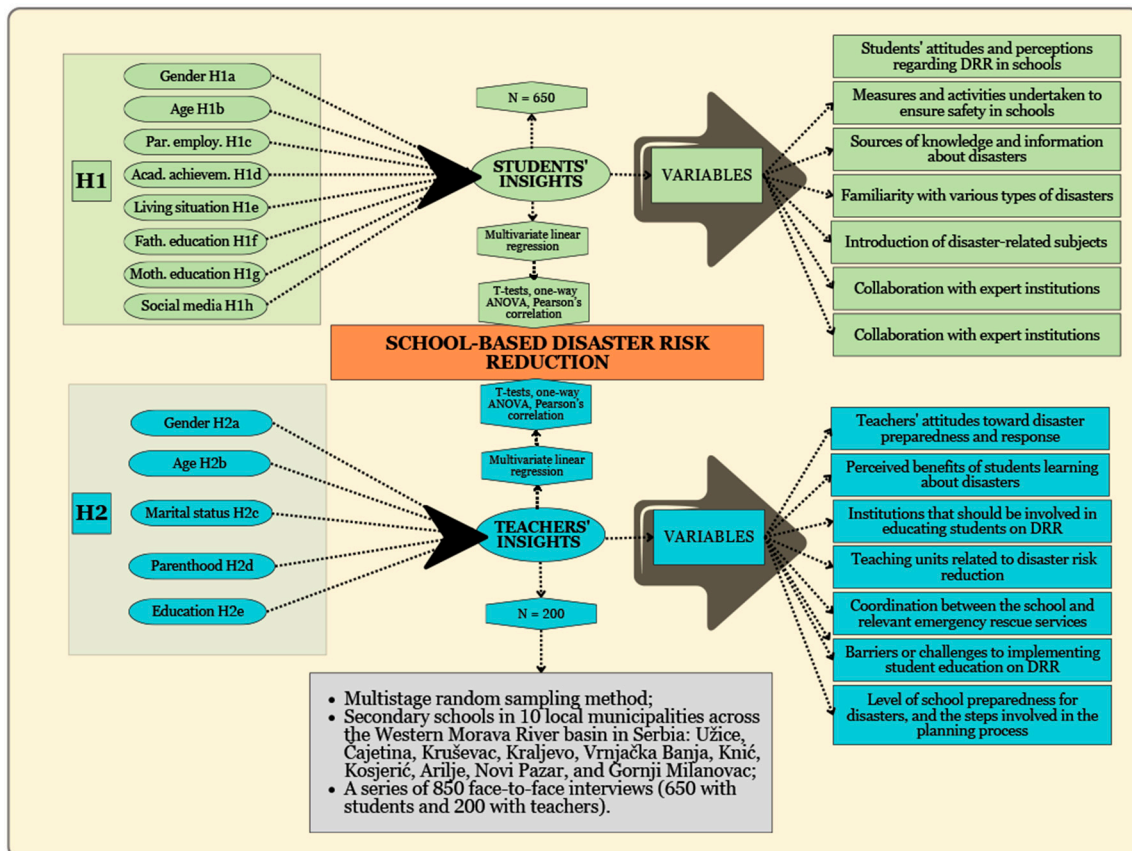 H1
Gender H1a
Age H1b
Par. employ. H1c
Acad. achievem. H1d
Living situation H1e
Fath. education H1f
Moth. education H1g
Social media H1h
N = 650
STUDENTS'
INSIGHTS
Multivariate linear
regression
T-tests, one-way
ANOVA, Pearson's
correlation
VARIABLES
Students' attitudes and perceptions
regarding DRR in schools
Measures and activities undertaken to
ensure safety in schools
Sources of knowledge and information
about disasters
Familiarity with various types of disasters
Introduction of disaster-related subjects
Collaboration with expert institutions
Collaboration with expert institutions
SCHOOL-BASED DISASTER RISK
REDUCTION
H2
Gender H2a
Age H2b
Marital status H2c
Parenthood H2d
Education H2e
T-tests, one-way
ANOVA, Pearson's
correlation
Multivariate linear
regression
TEACHERS'
INSIGHTS
N = 200
VARIABLES
Teachers' attitudes toward disaster
preparedness and response
Perceived benefits of students learning
about disasters
Institutions that should be involved in
educating students on DRR
Teaching units related to disaster risk
reduction
Coordination between the school and
relevant emergency rescue services
Barriers or challenges to implementing
student education on DRR
Level of school preparedness for
disasters, and the steps involved in the
planning process
• Multistage random sampling method;
• Secondary schools in 10 local municipalities across
the Western Morava River basin in Serbia: Užice,
Čajetina, Kruševac, Kraljevo, Vrnjačka Banja, Knić,
Kosjerić, Arilje, Novi Pazar, and Gornji Milanovac;
• A series of 850 face-to-face interviews (650 with
students and 200 with teachers).